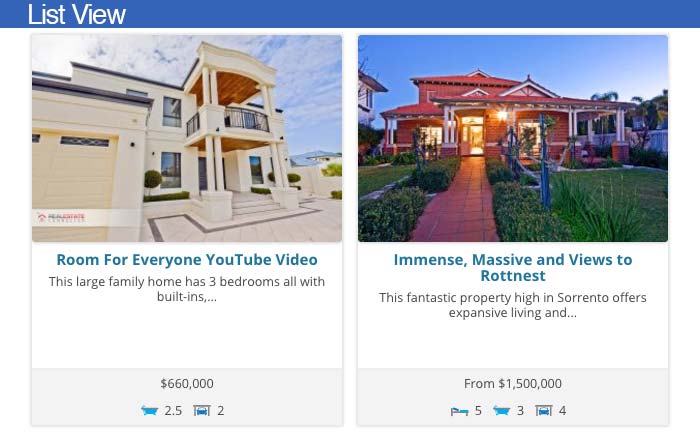 List View
REALESTATE
CONNECTED
Room For Everyone YouTube Video
This large family home has 3 bedrooms all with
built-ins,...
$660,000
2.5 2
Immense, Massive and Views to
Rottnest
This fantastic property high in Sorrento offers
expansive living and...
From $1,500,000
5 3 4